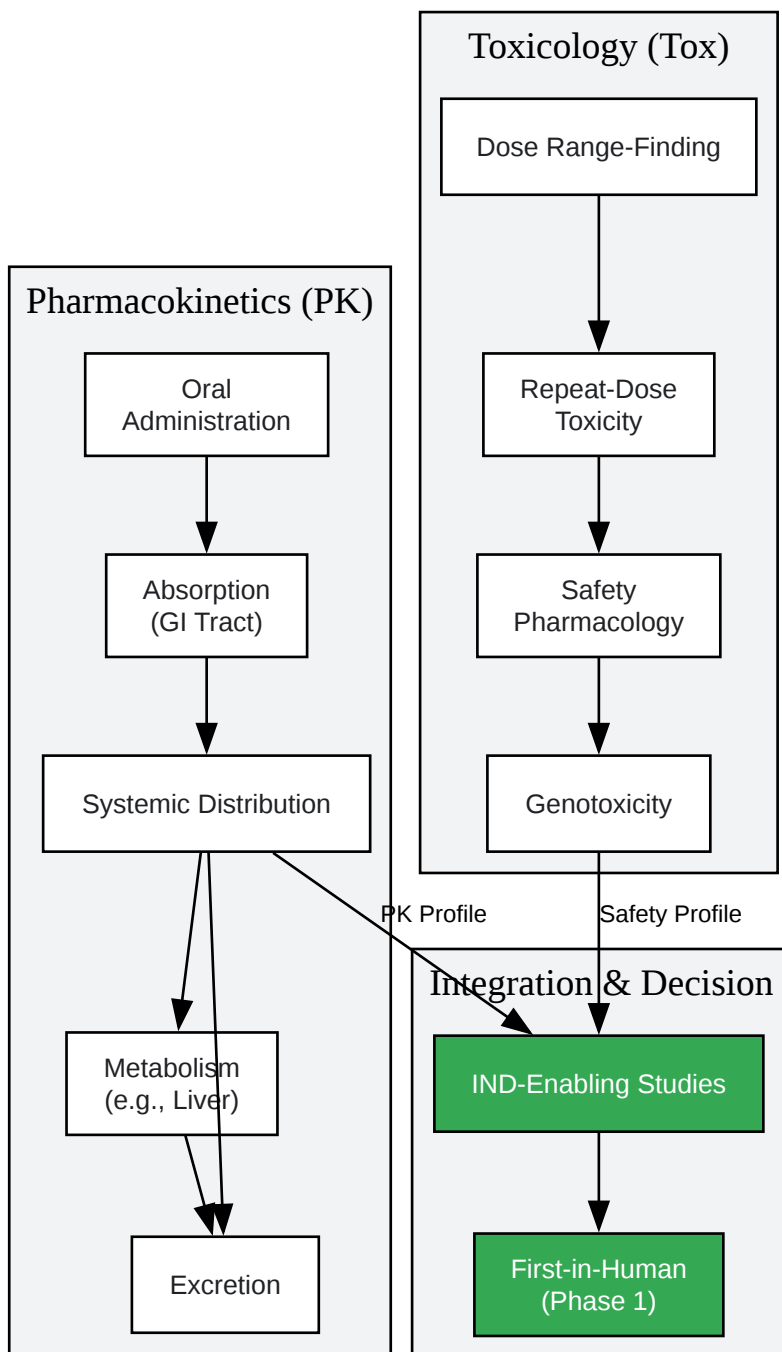 Toxicology (Tox)
Dose Range-Finding
Repeat-Dose
Toxicity
Safety
Pharmacology
Genotoxicity
Pharmacokinetics (PK)
Oral
Administration
Absorption
(GI Tract)
Systemic Distribution
Metabolism
(e.g., Liver)
Excretion
PK Profile
Safety Profile
Integration & Decision
IND-Enabling Studies
First-in-Human
(Phase 1)